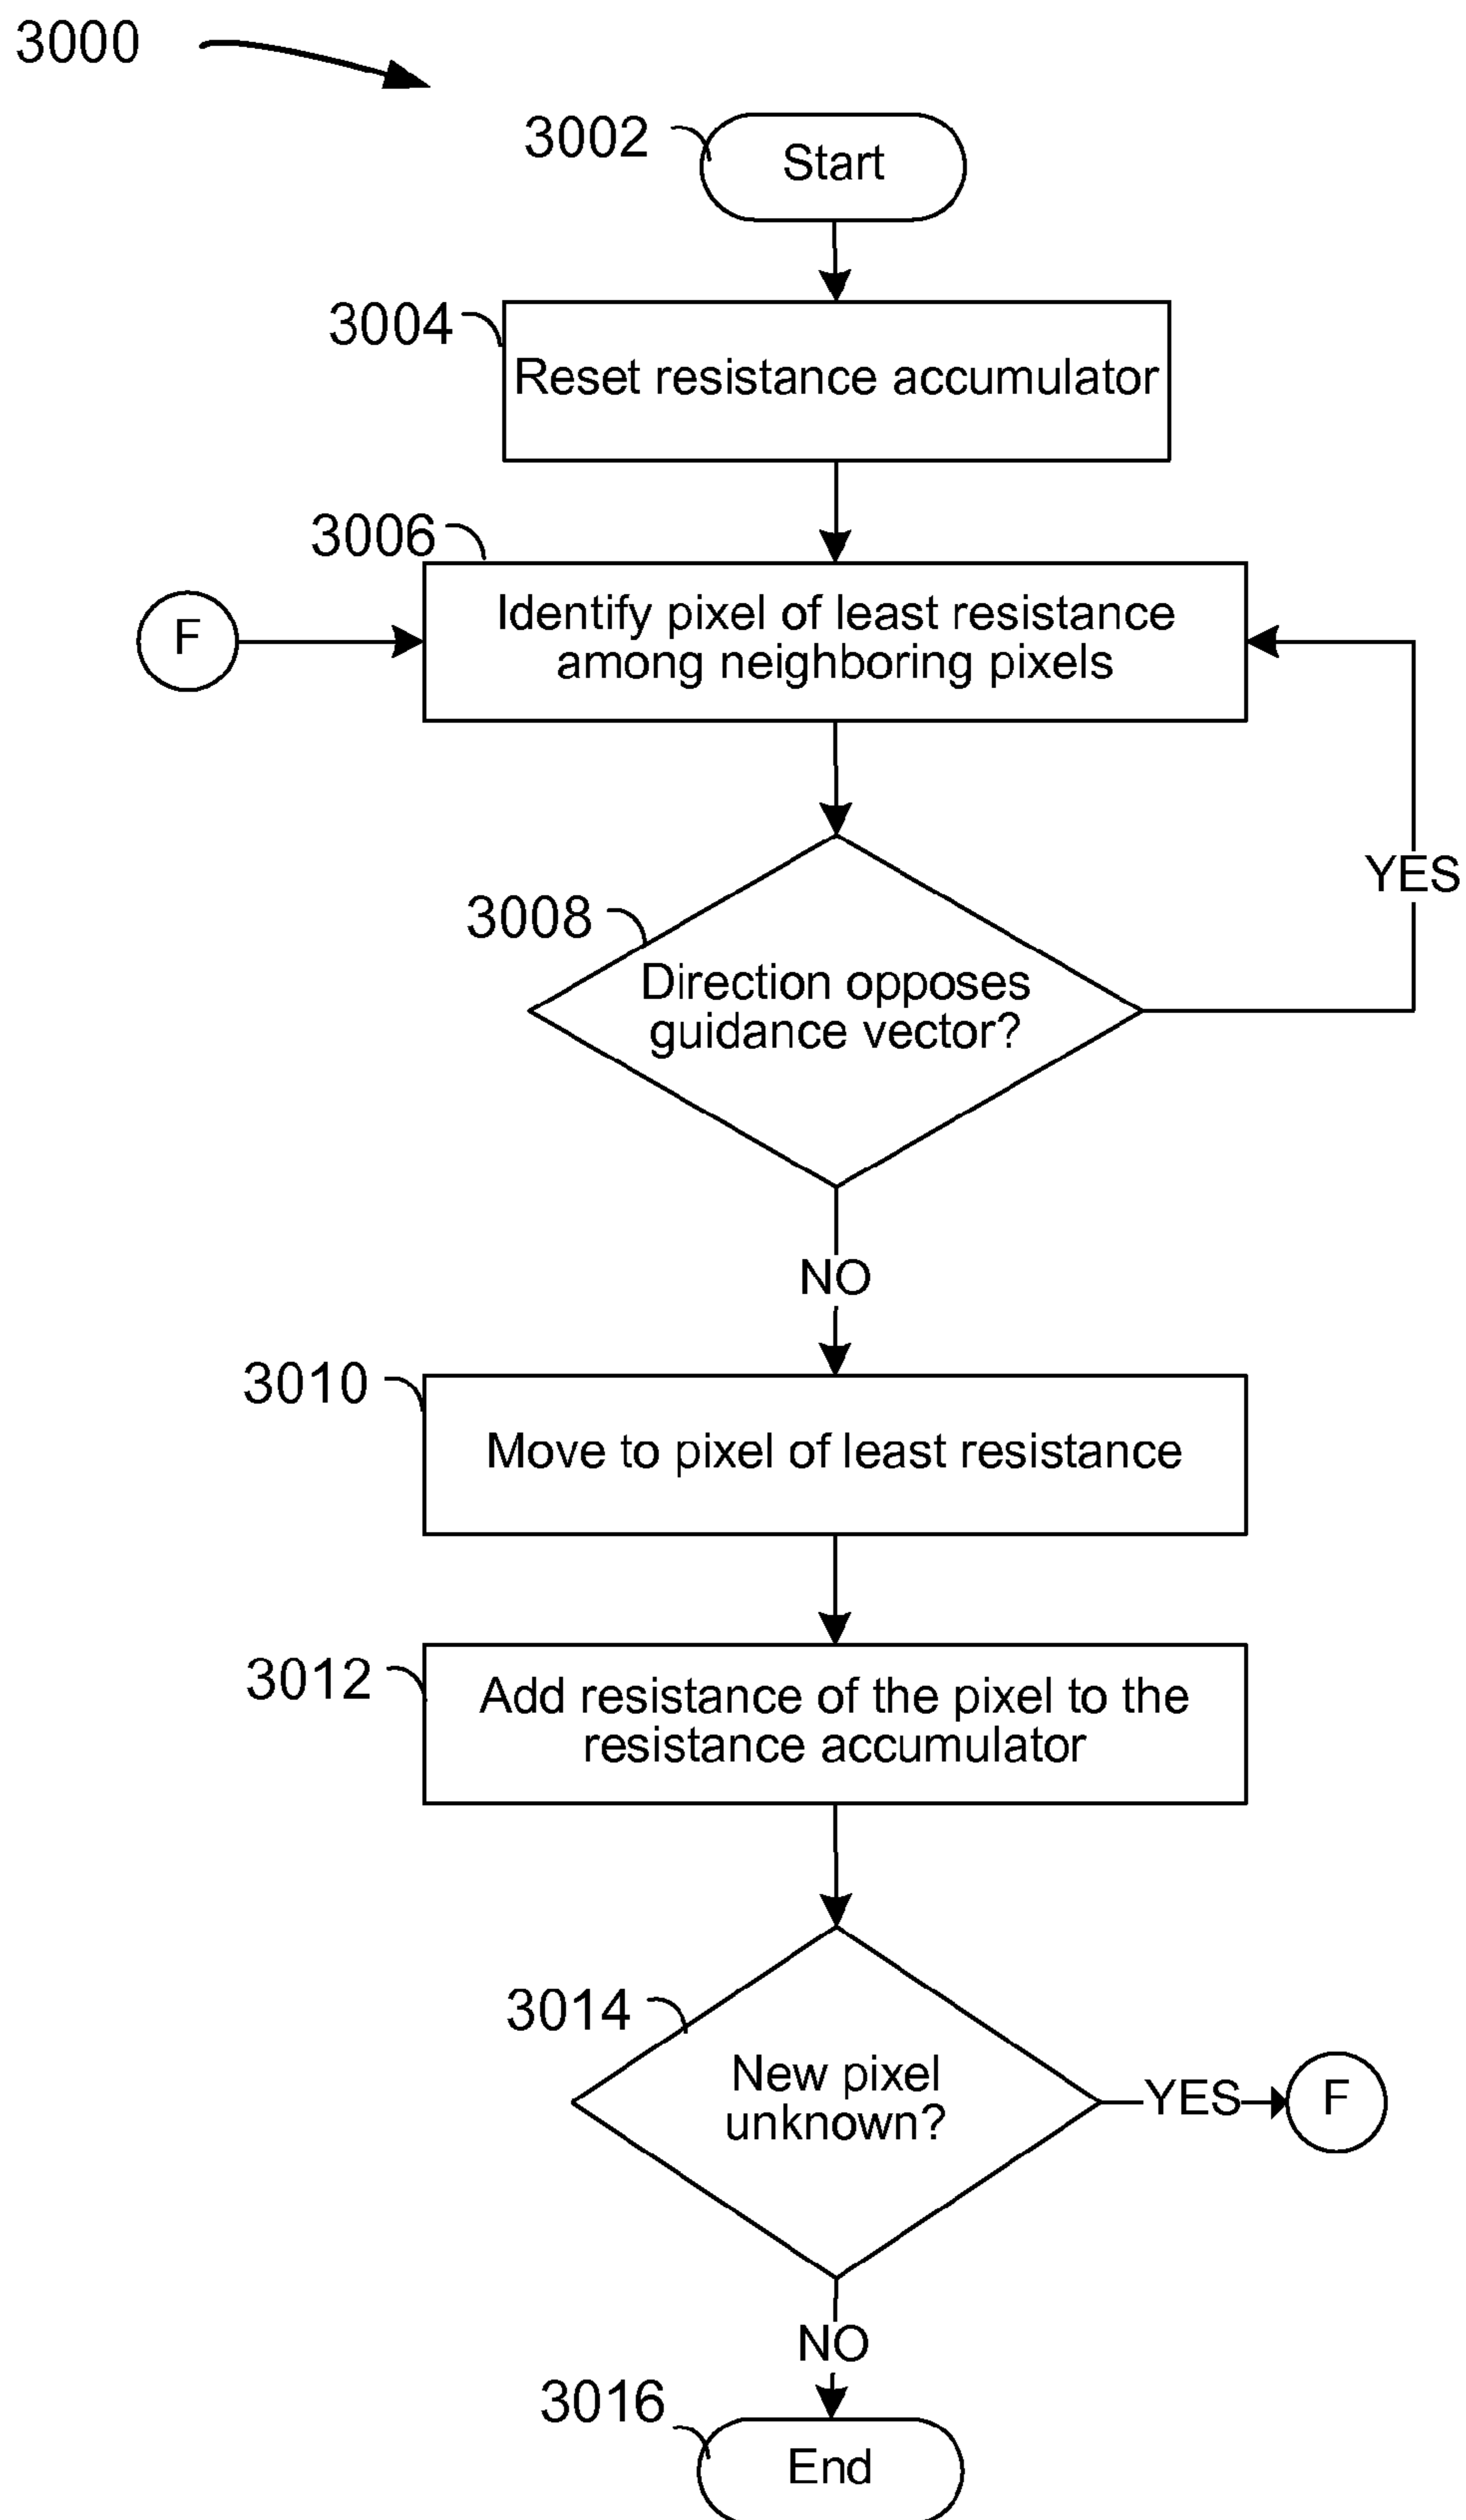 3000
3002
Start
3004
Reset resistance accumulator
3006
F
Identify pixel of least resistance
among neighboring pixels
YES
3008
Direction opposes
guidance vector?
NO
3010
Move to pixel of least resistance
3012
Add resistance of the pixel to the
resistance accumulator
3014
New pixel
unknown?
YES
F
NO
3016
End